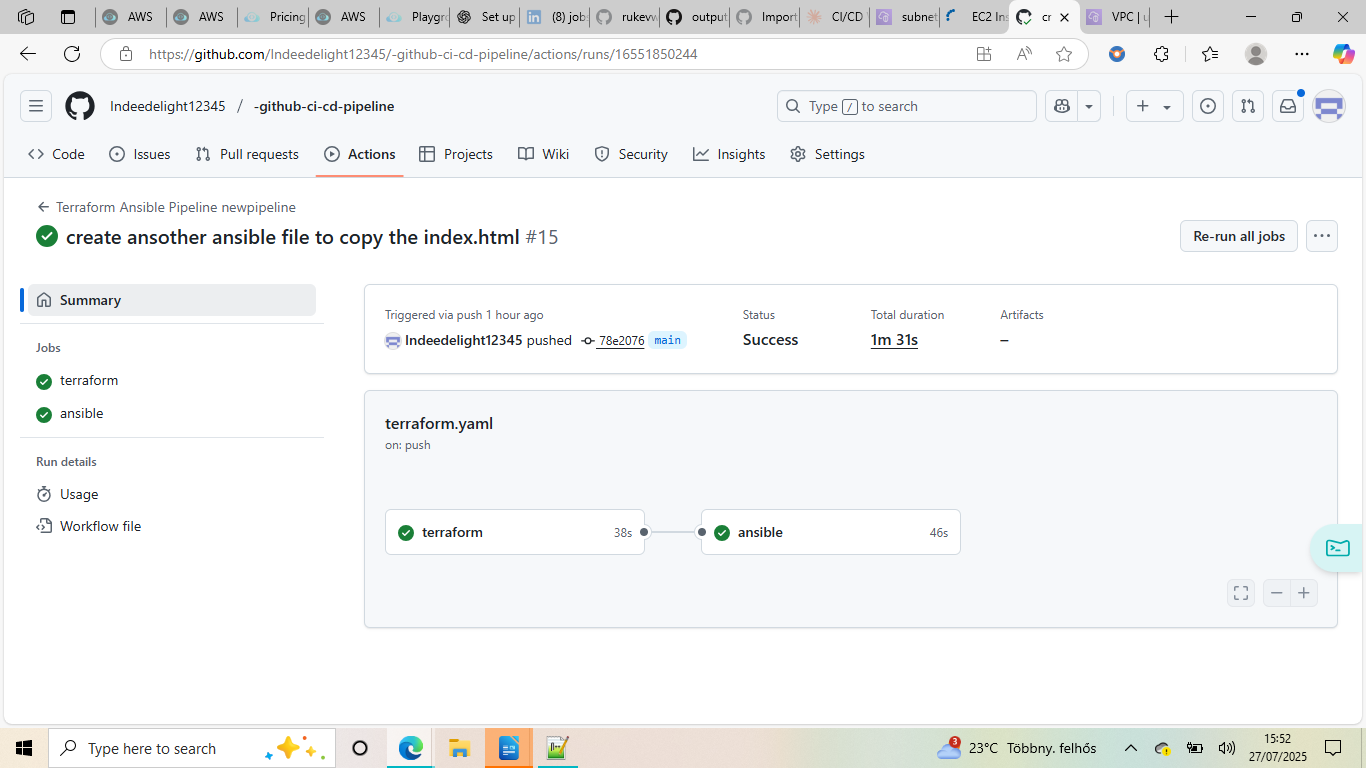 AWS
AWS
Pricing
AWS
Playgro
Set up
(8) jobs
rukevw
output
Import
CI/CD
subnet
EC2 Ins
cr
VPC | u
https://github.com/Indeedelight12345/-github-ci-cd-pipeline/actions/runs/16551850244
Indeedelight12345 / -github-ci-cd-pipeline
Type / to search
Code
Issues
Pull requests
Actions
Projects
Wiki
Security
Insights
Settings
← Terraform Ansible Pipeline newpipeline
create ansother ansible file to copy the index.html #15
Re-run all jobs
Summary
Jobs
terraform
ansible
Run details
Usage
Workflow file
Triggered via push 1 hour ago
Indeedelight12345 pushed 78e2076 main
Status
Success
Total duration
1m 31s
Artifacts
–
terraform.yaml
on: push
terraform 38s
ansible 46s
Type here to search
3
23°C Többny. felhős
15:52
27/07/2025